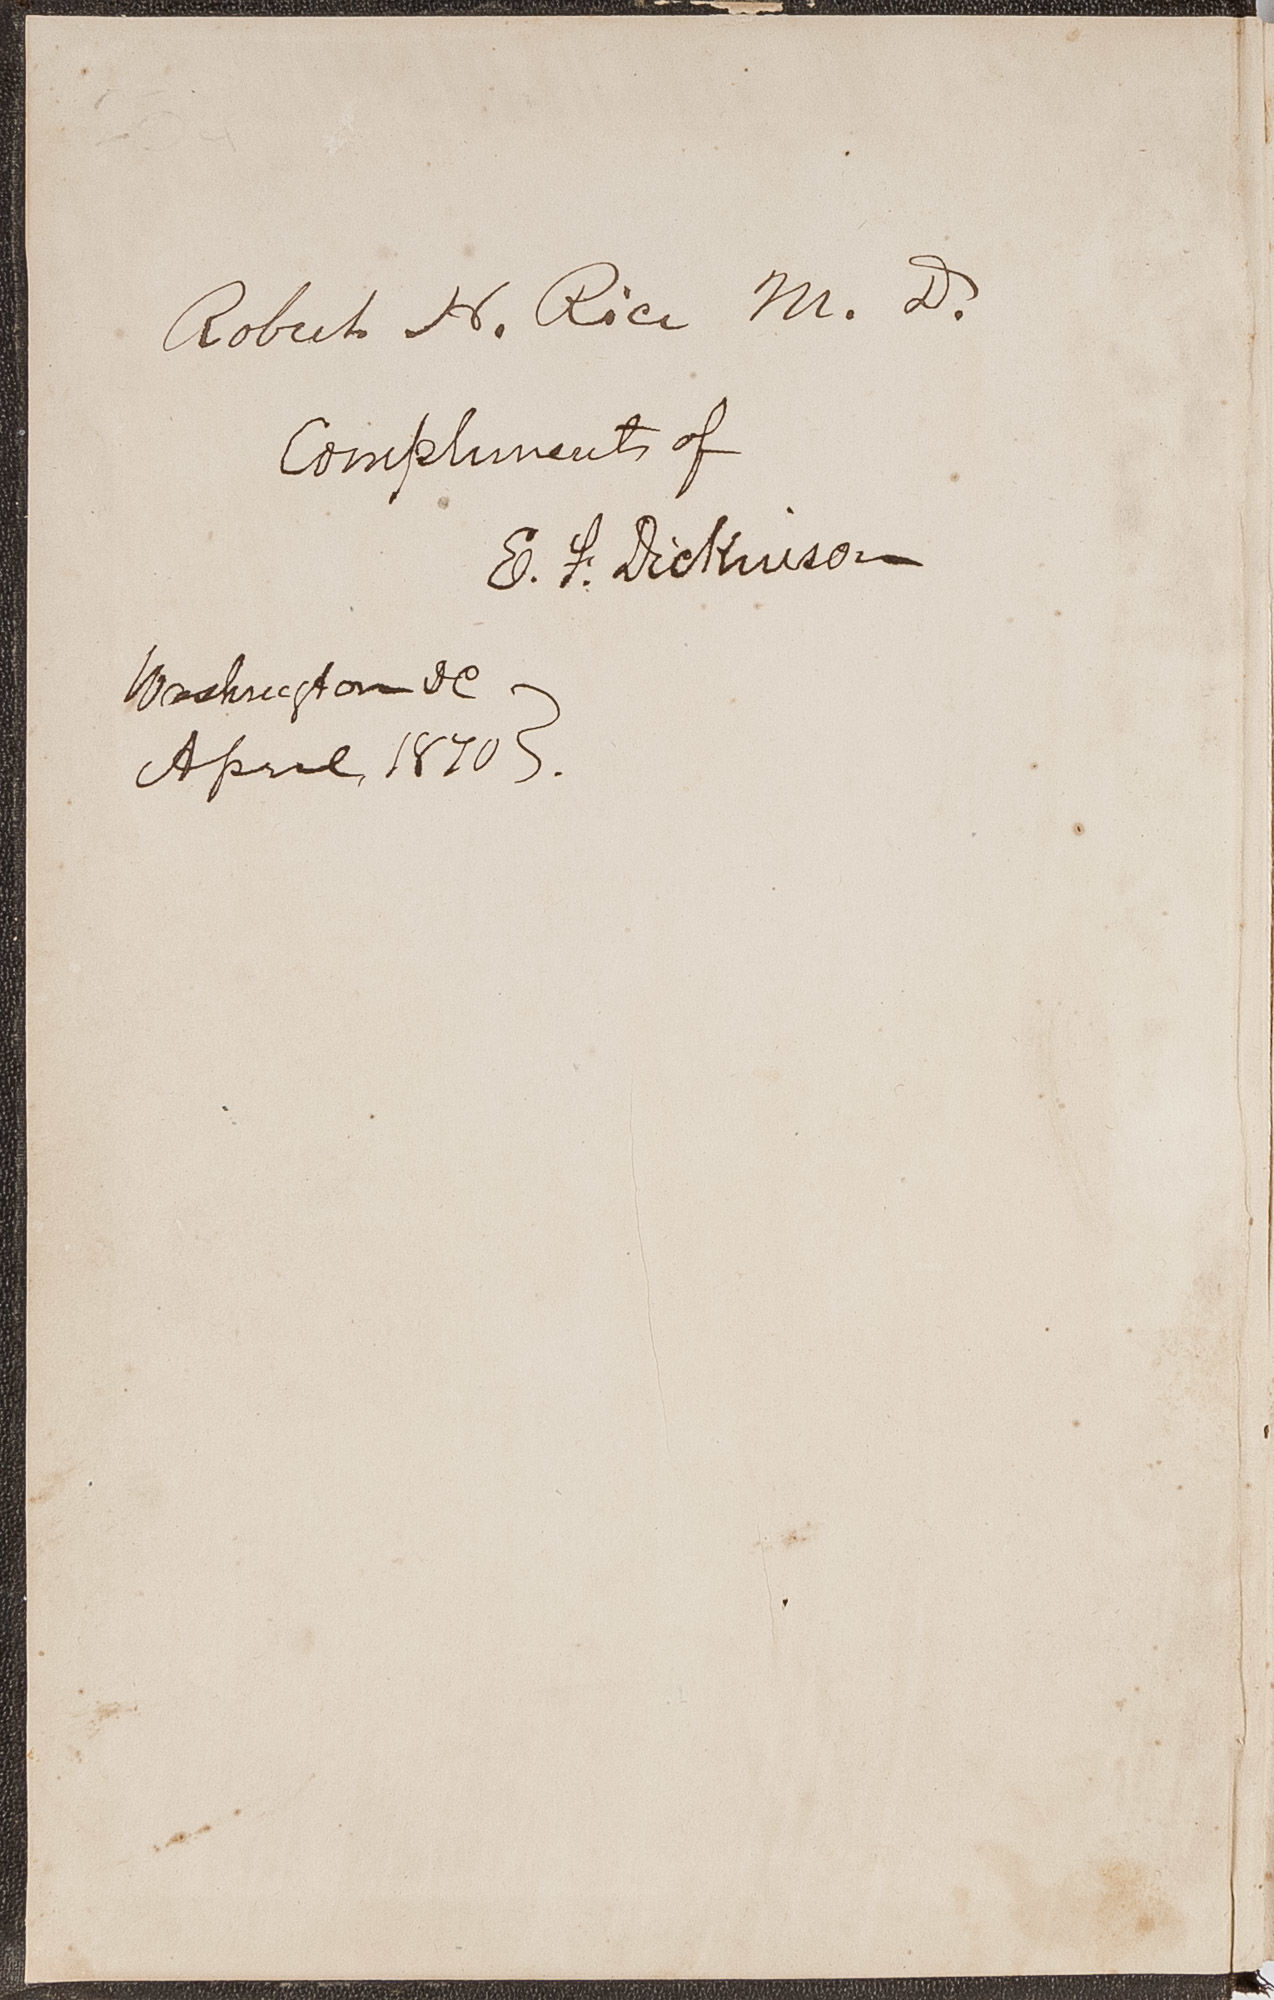 Robert H. Rice M. D.
Compliments of
E. F. Dickinson
Washington DC
April, 1870.